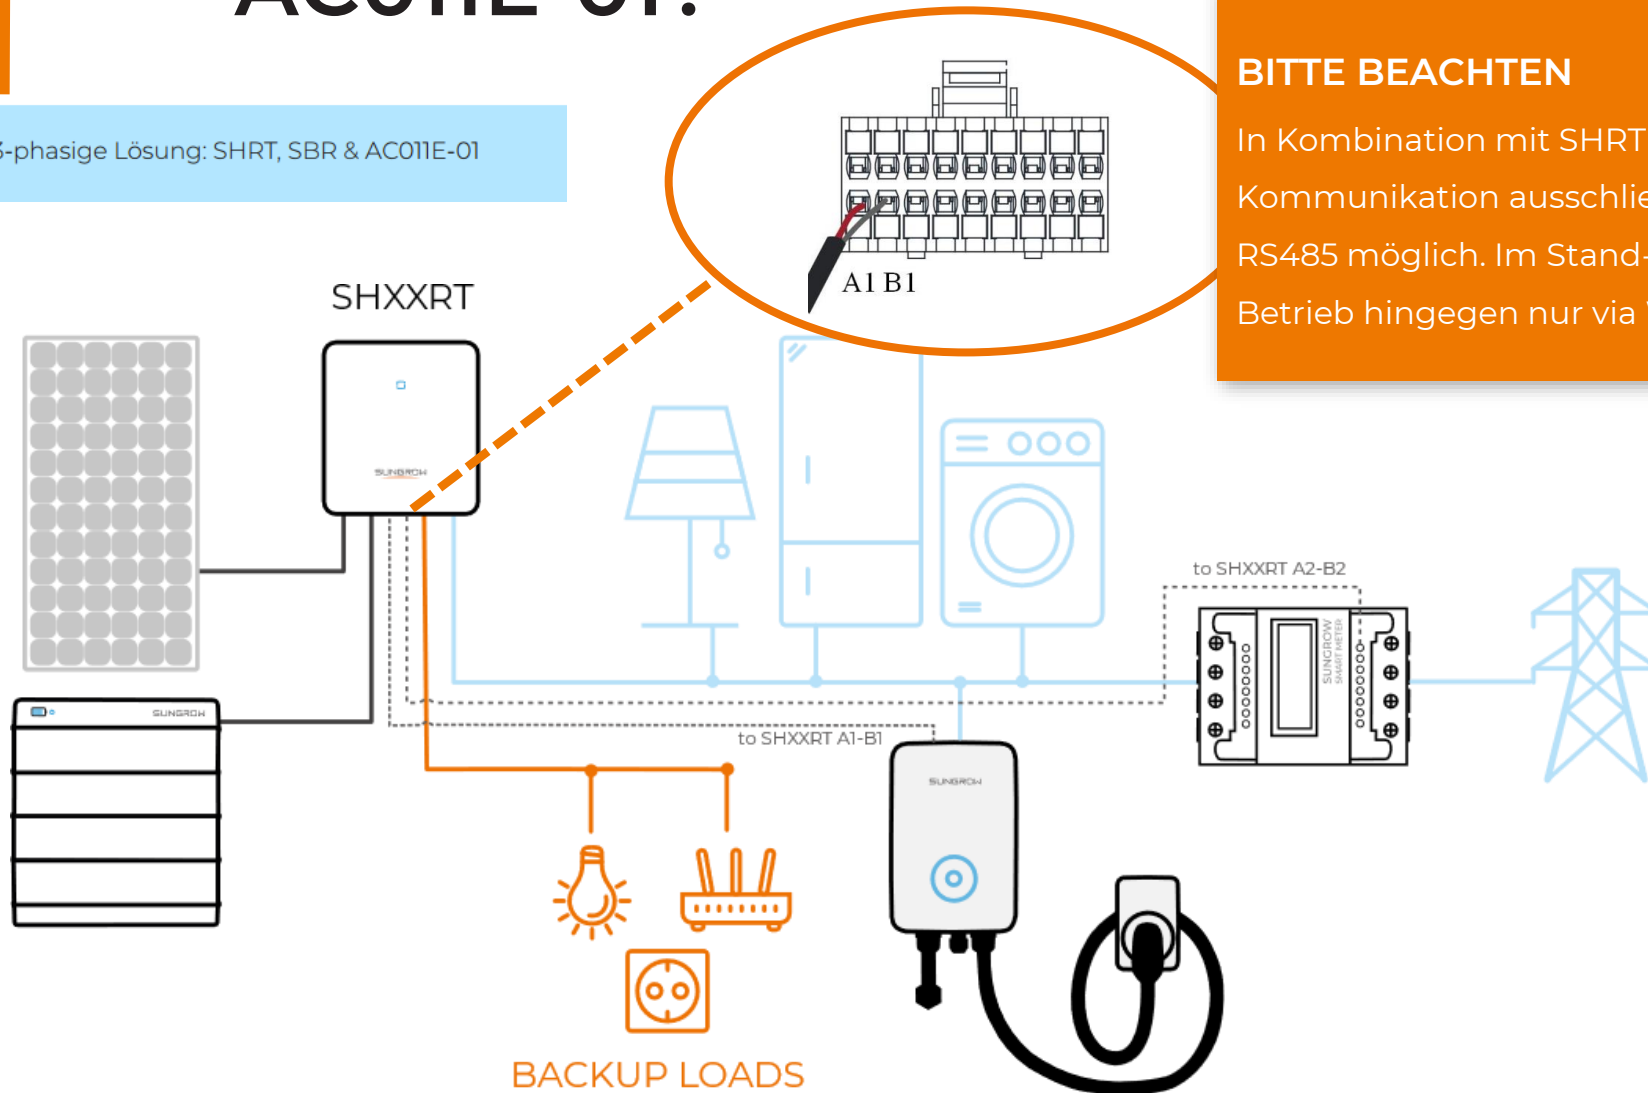 AC011E-01:
3-phasige Lösung: SHRT, SBR & AC011E-01
BITTE BEACHTEN
In Kombination mit SHRT
Kommunikation
RS485 möglich. Im Stand-
Betrieb hingegen nur via
A1 B1
SHXXRT
SUNGROW
to SHXXRT A2-B2
SUNGROW
SMART METER
SUNGROW
to SHXXRT A1-B1
SUNGROW
BACKUP LOADS